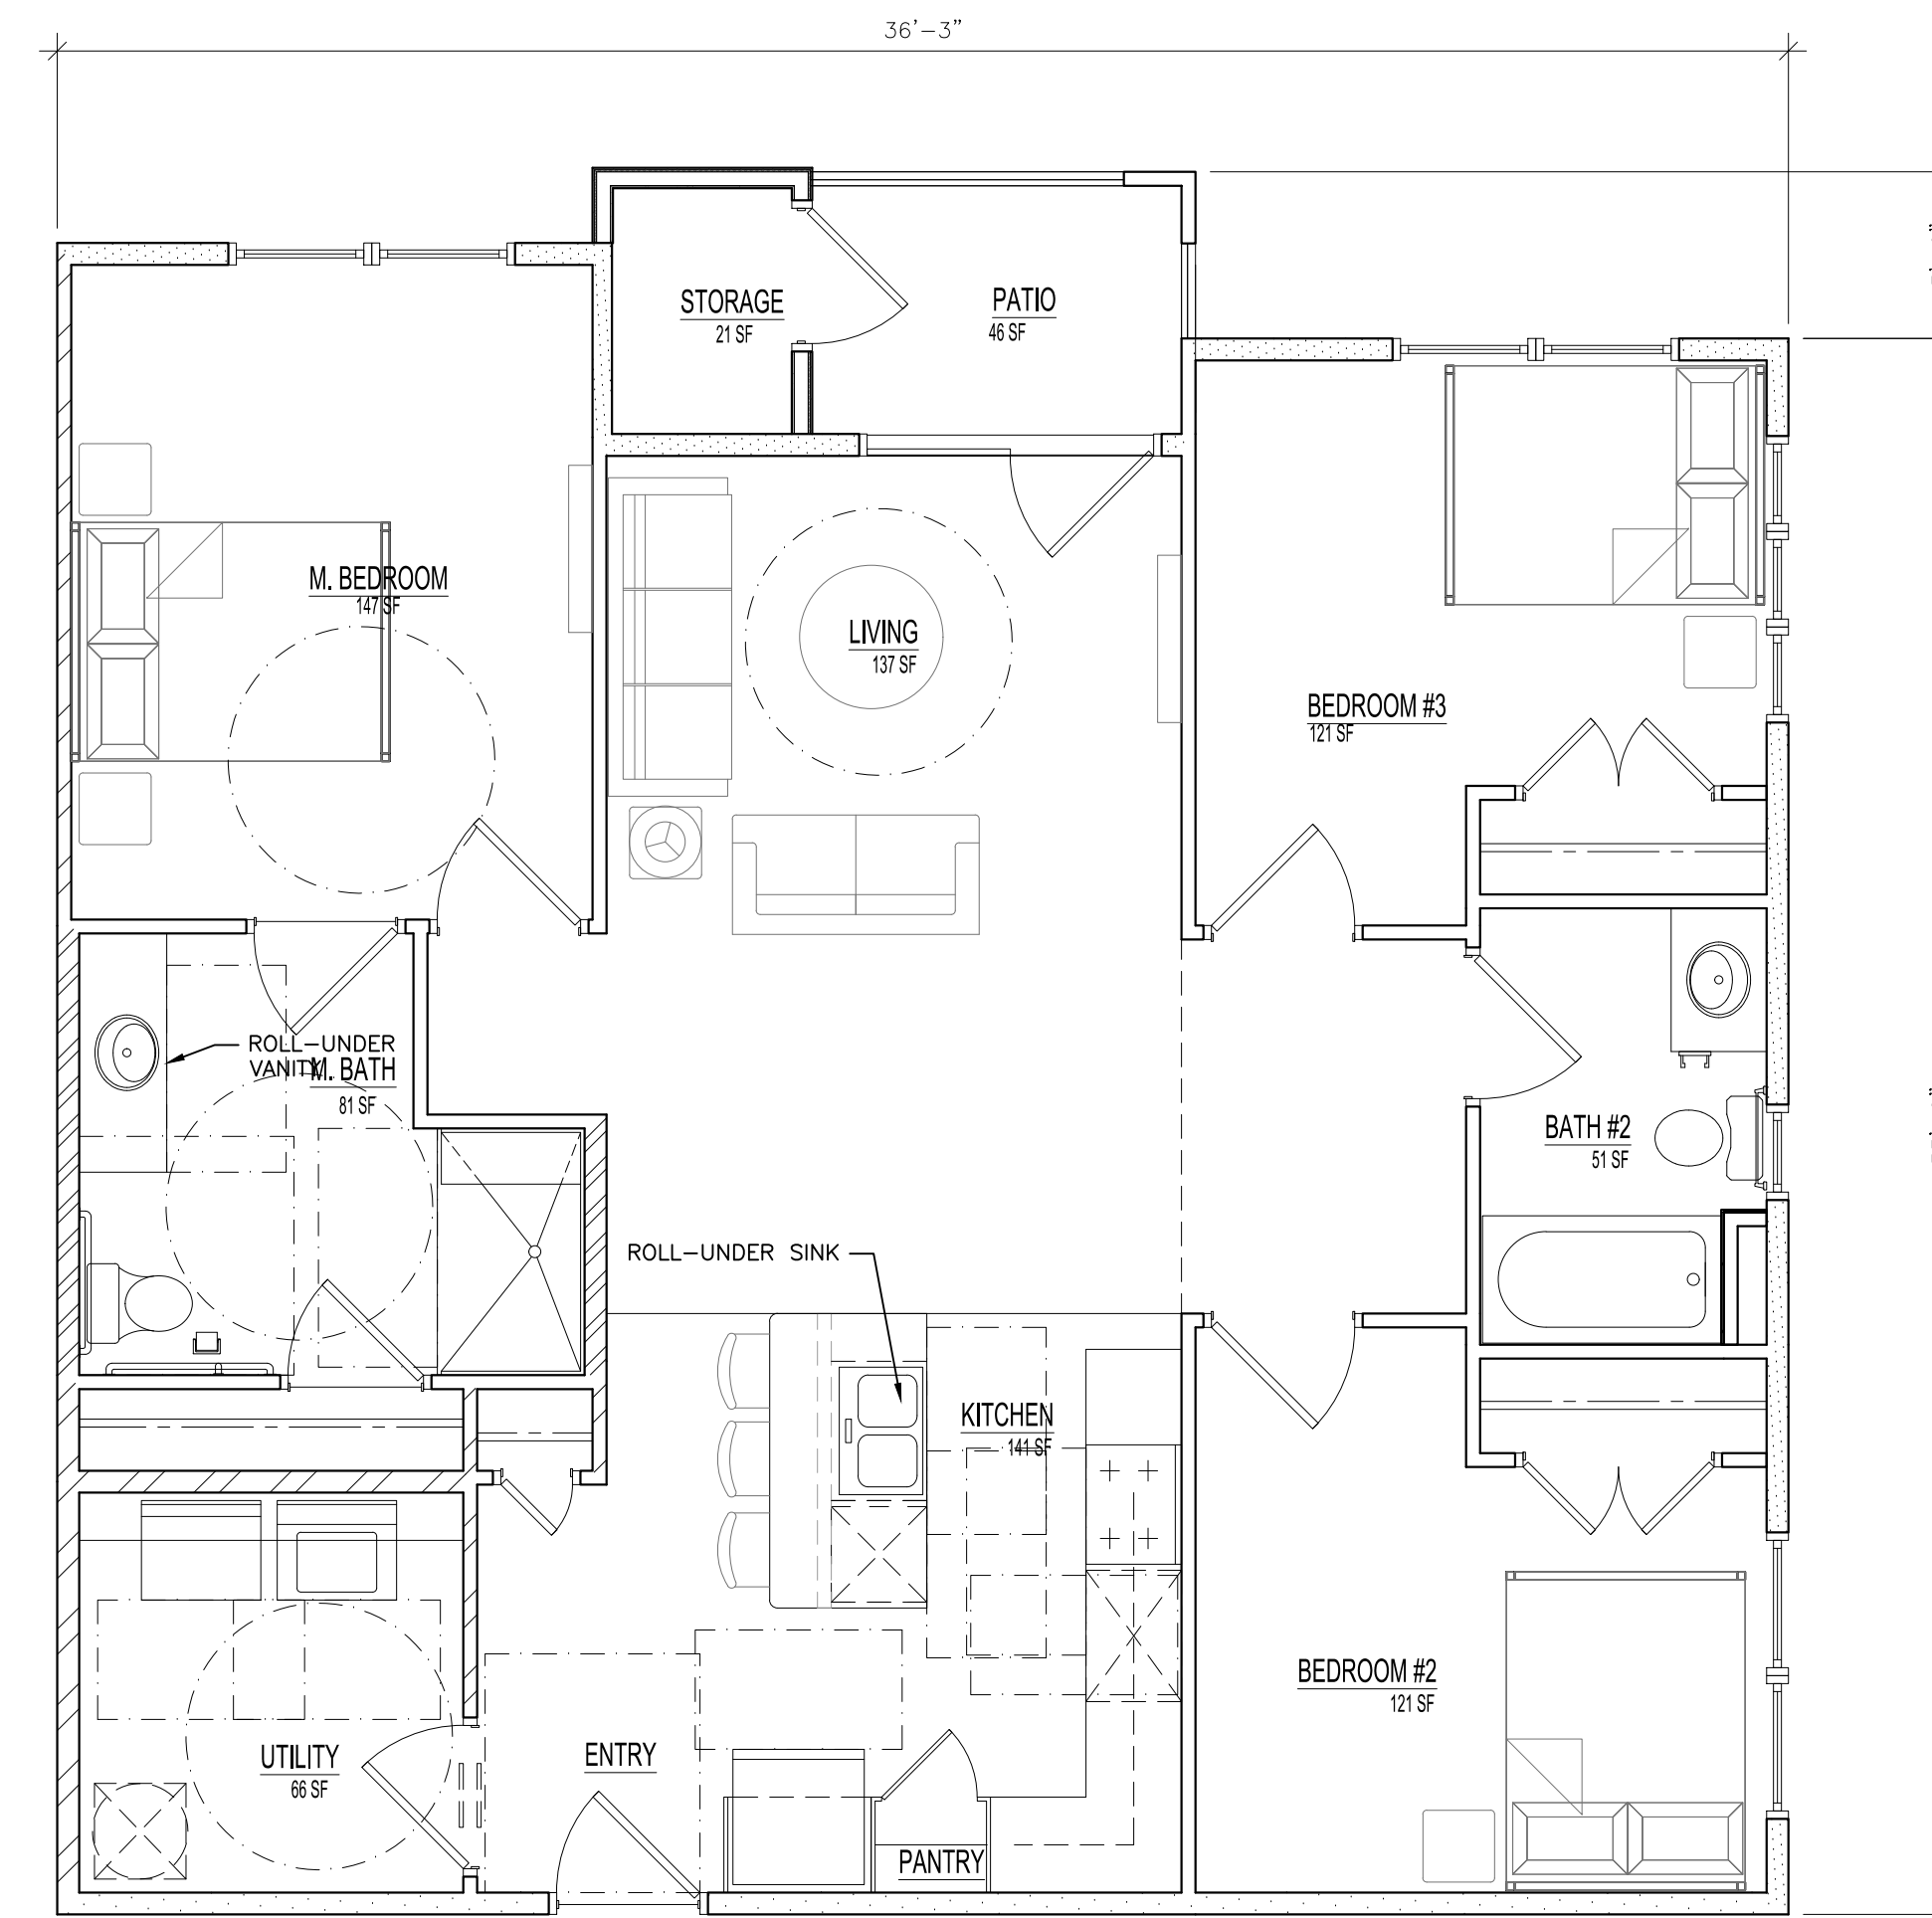 36'-3"
STORAGE
21 SF
PATIO
46 SF
M. BEDROOM
147 SF
LIVING
137 SF
BEDROOM #3
121 SF
ROLL-UNDER
VANITY
M. BATH
81 SF
BATH #2
51 SF
ROLL-UNDER SINK
KITCHEN
141 SF
BEDROOM #2
121 SF
UTILITY
66 SF
ENTRY
PANTRY